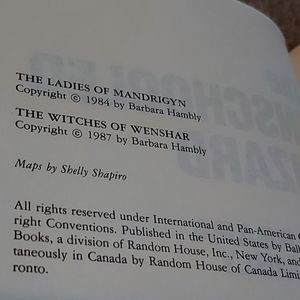 THE LADIES OF MANDRIGYN
Copyright © 1984 by Barbara Hambly
THE WITCHES OF WENSHAR
Copyright © 1987 by Barbara Hambly
Maps by Shelly Shapiro
All rights reserved under International and Pan-American
right Conventions. Published in the United States by
Books, a division of Random House, Inc., New York, and
taneously in Canada by Random House of Canada
ronto.